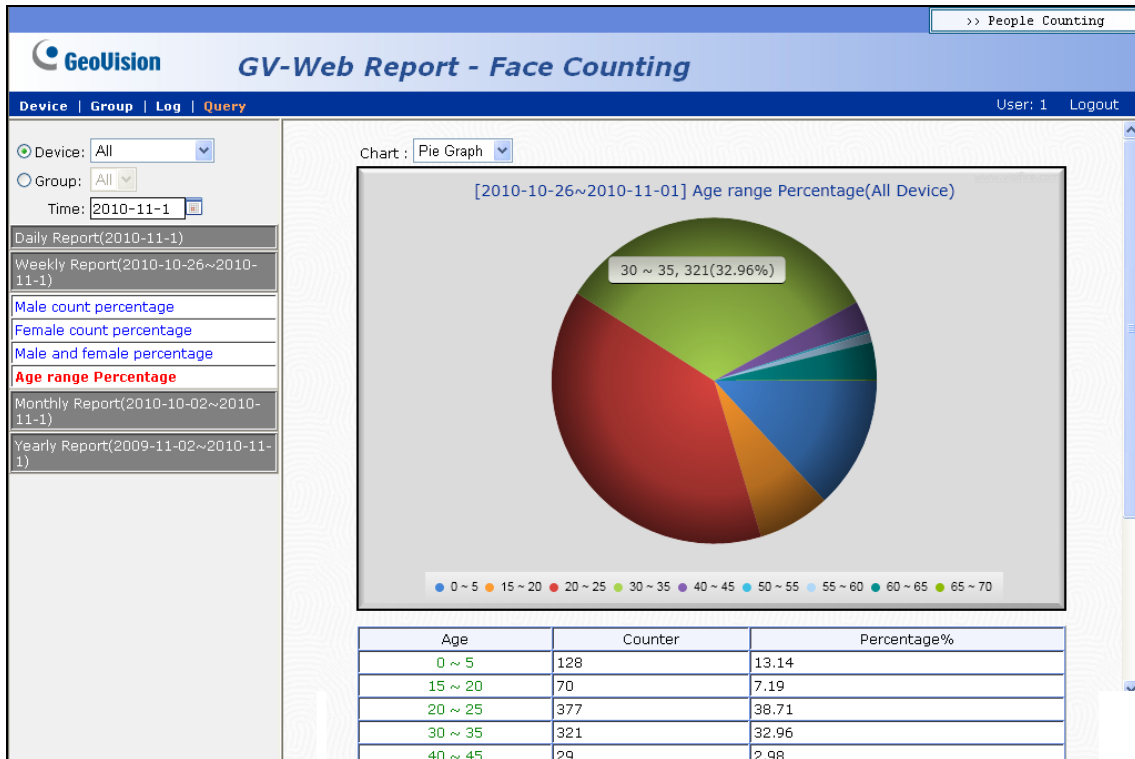 >> People Counting
GeoVision
GV-Web Report - Face Counting
Device | Group | Log | Query
User: 1 Logout
Device: All
Group: All
Time: 2010-11-1
Daily Report(2010-11-1)
Weekly Report(2010-10-26~2010-
11-1)
Male count percentage
Female count percentage
Male and female percentage
Age range Percentage
Monthly Report(2010-10-02~2010-
11-1)
Yearly Report(2009-11-02~2010-11-
1)
Chart : Pie Graph
[2010-10-26~2010-11-01] Age range Percentage(All Device)
30 ~ 35, 321(32.96%)
0 ~ 5 15 ~ 20 20 ~ 25 30 ~ 35 40 ~ 45 50 ~ 55 55 ~ 60 60 ~ 65 65 ~ 70
Age Counter Percentage%
0 ~ 5 128 13.14
15 ~ 20 70 7.19
20 ~ 25 377 38.71
30 ~ 35 321 32.96
40 ~ 45 29 2.98